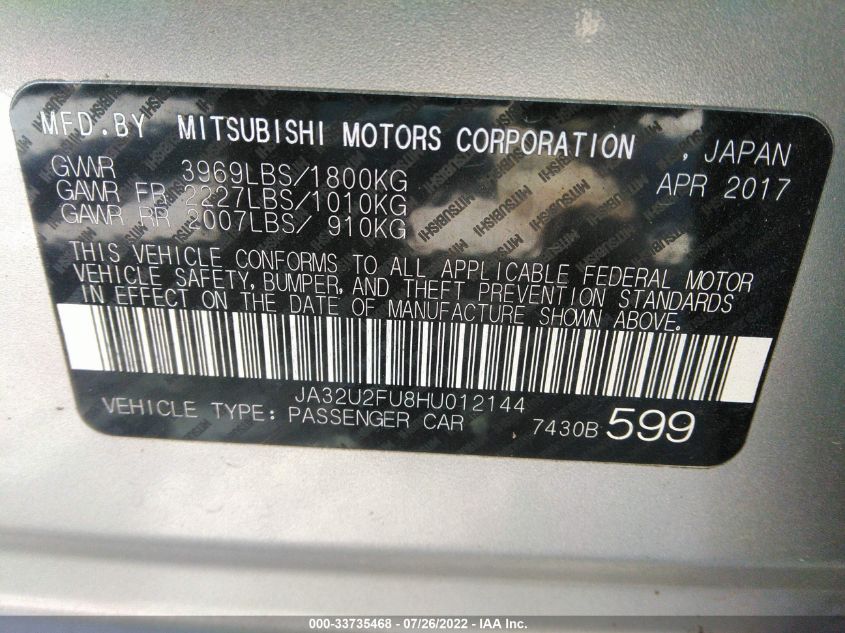 MFD.BY MITSUBISHI MOTORS CORPORATION , JAPAN
GVWR 3969LBS/1800KG APR 2017
GAWR FR 2227LBS/1010KG
GAWR RR 2007LBS/ 910KG
THIS VEHICLE CONFORMS TO ALL APPLICABLE FEDERAL MOTOR
VEHICLE SAFETY, BUMPER, AND THEFT PREVENTION STANDARDS
IN EFFECT ON THE DATE OF MANUFACTURE SHOWN ABOVE.
JA32U2FU8HU012144
VEHICLE TYPE: PASSENGER CAR 7430B 599
000-33735468 - 07/26/2022 - IAA Inc.